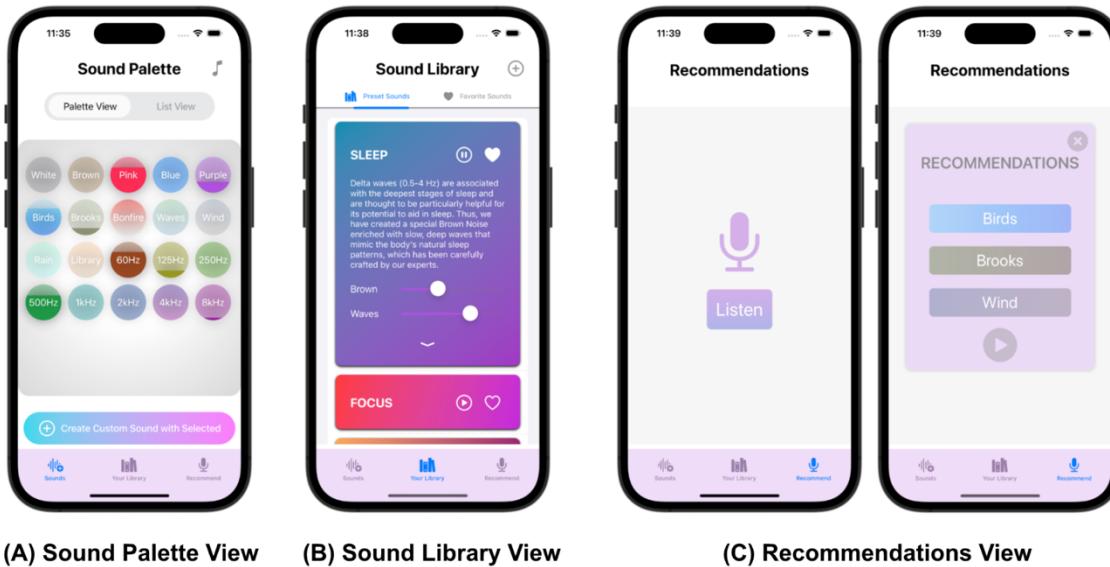 11:35
Sound Palette
Palette View
List View
White Brown Pink Blue Purple
Birds Brooks Bonfire Waves Wind
Rain Library 60Hz 125Hz 250Hz
500Hz 1kHz 2kHz 4kHz 8kHz
Create Custom Sound with Selected
Sounds
Your Library
Recommend
(A) Sound Palette View
11:38
Sound Library
Preset Sounds
Favorite Sounds
SLEEP
Delta waves (0.5-4 Hz) are associated
with the deepest stages of sleep and
are thought to be particularly helpful for
its potential to aid in sleep. Thus, we
have created a special Brown Noise
enriched with slow, deep waves that
mimic the body's natural sleep
patterns, which has been carefully
crafted by our experts.
Brown
Waves
FOCUS
Sounds
Your Library
Recommend
(B) Sound Library View
11:39
Recommendations
Listen
Sounds
Your Library
Recommend
11:39
Recommendations
RECOMMENDATIONS
Birds
Brooks
Wind
Sounds
Your Library
Recommend
(C) Recommendations View